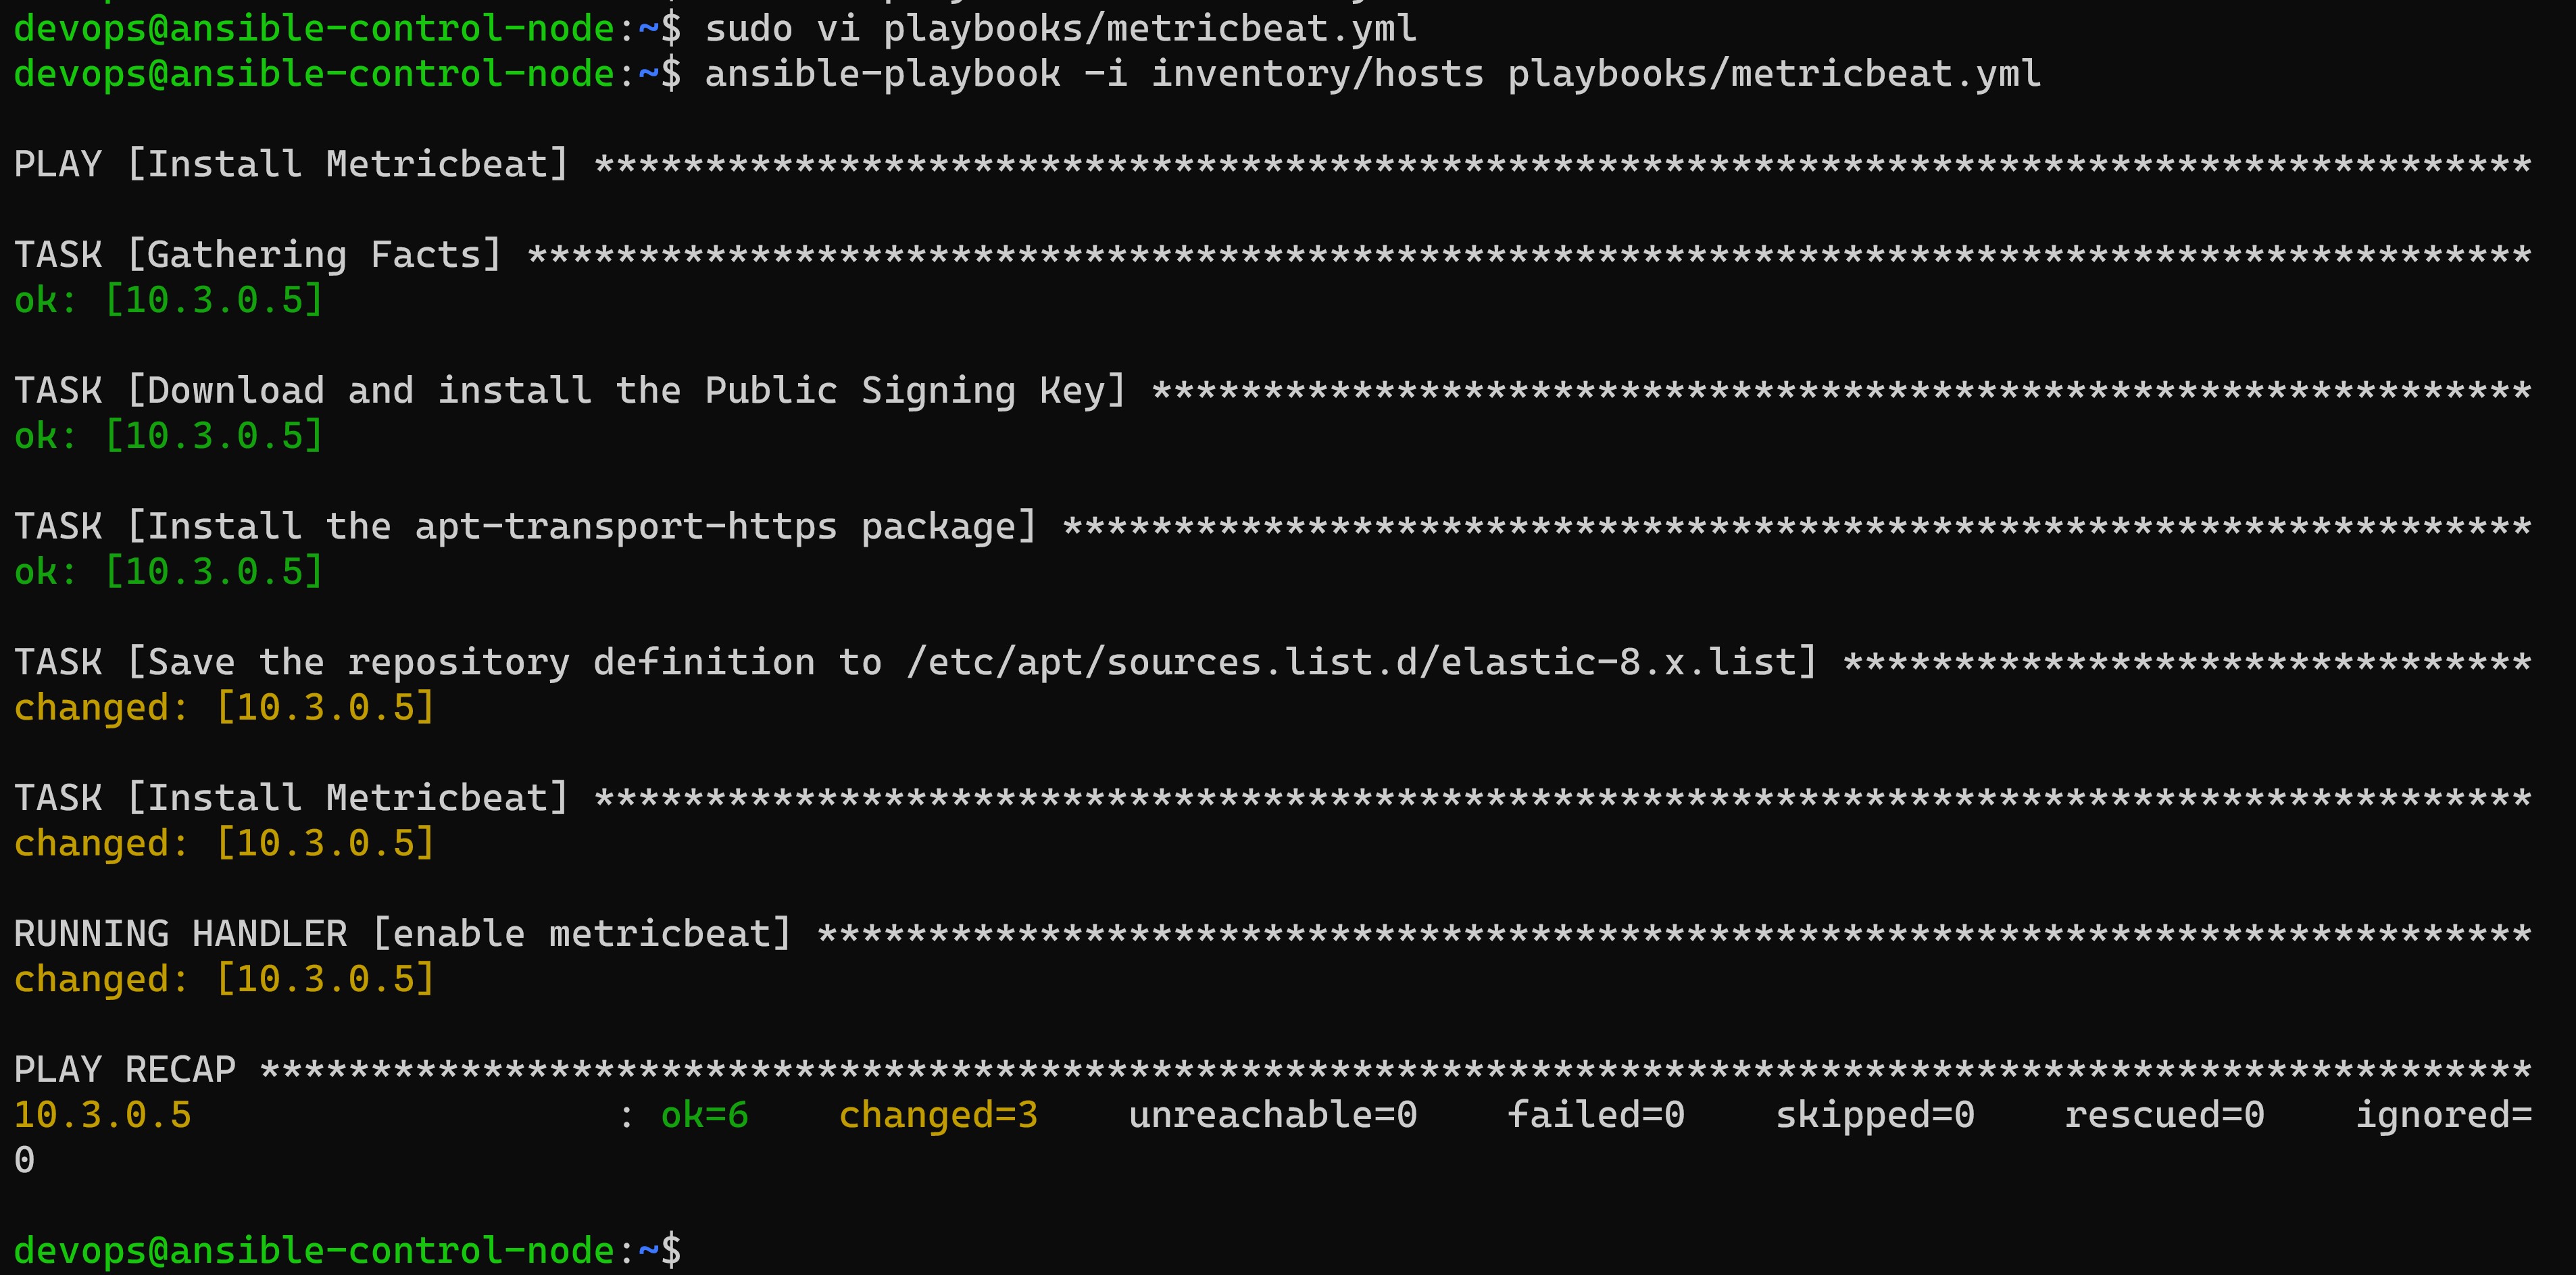 devops@ansible-control-node:~$ sudo vi playbooks/metricbeat.yml
devops@ansible-control-node:~$ ansible-playbook -i inventory/hosts playbooks/metricbeat.yml
PLAY [Install Metricbeat] ***************************************************************************************
TASK [Gathering Facts] ******************************************************************************************
ok: [10.3.0.5]
TASK [Download and install the Public Signing Key] **************************************************************
ok: [10.3.0.5]
TASK [Install the apt-transport-https package] ******************************************************************
ok: [10.3.0.5]
TASK [Save the repository definition to /etc/apt/sources.list.d/elastic-8.x.list] *******************************
changed: [10.3.0.5]
TASK [Install Metricbeat] ***************************************************************************************
changed: [10.3.0.5]
RUNNING HANDLER [enable metricbeat] *****************************************************************************
changed: [10.3.0.5]
PLAY RECAP ******************************************************************************************************
10.3.0.5                   : ok=6    changed=3    unreachable=0    failed=0    skipped=0    rescued=0    ignored=
0
devops@ansible-control-node:~$